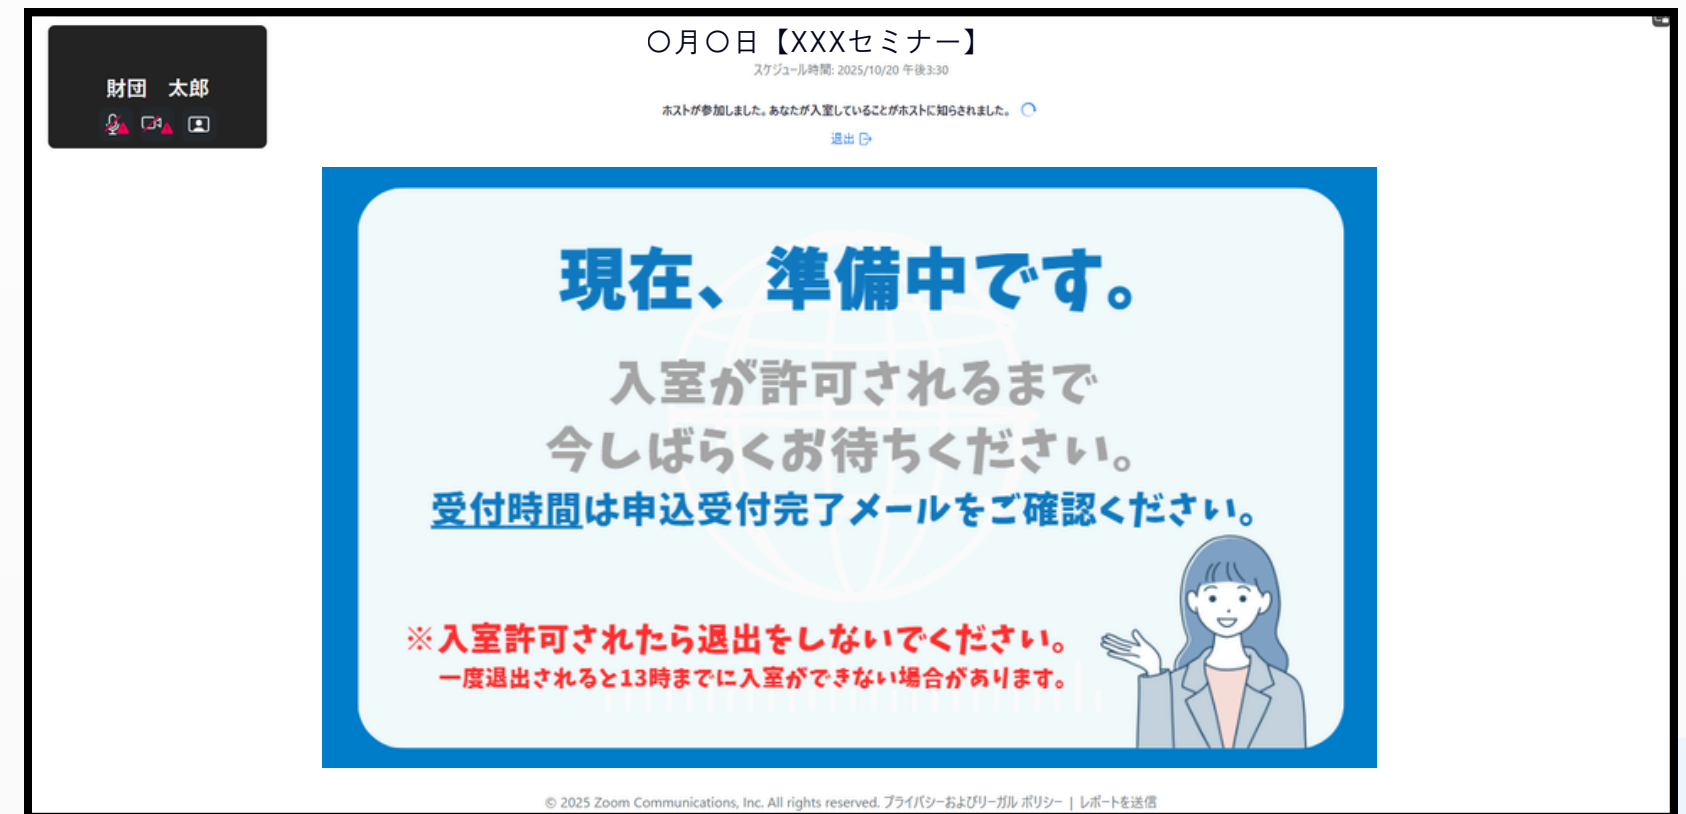 財団　太郎
〇月〇日【XXXセミナー】
スケジュール時間: 2025/10/20 午後3:30
ホストが参加しました。あなたが入室していることがホストに知らされました。
退出
現在、準備中です。
入室が許可されるまで
今しばらくお待ちください。
受付時間は申込受付完了メールをご確認ください。
※入室許可されたら退出をしないでください。
一度退出されると13時までに入室ができない場合があります。
© 2025 Zoom Communications, Inc. All rights reserved. プライバシーおよびリーガル ポリシー | レポートを送信